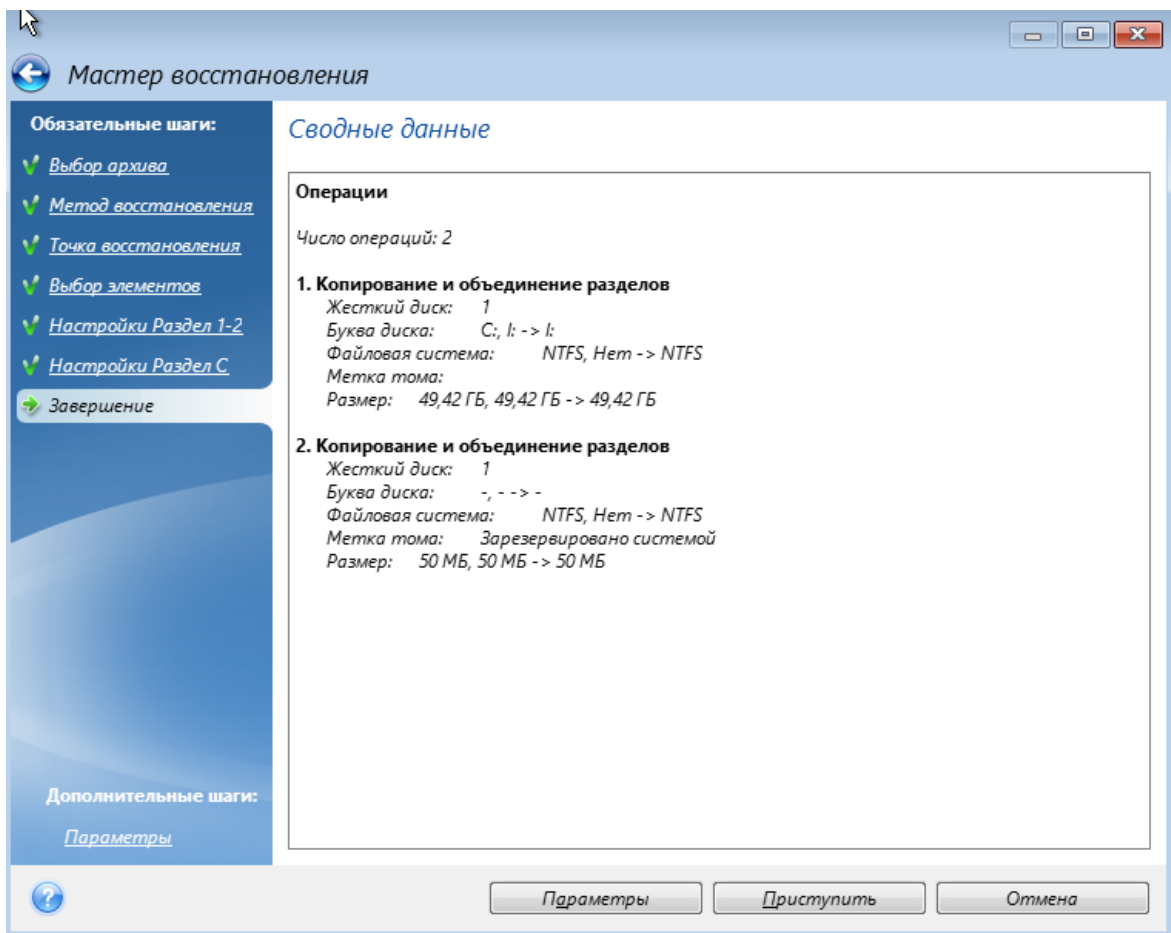 Мастер восстановления
Обязательные шаги:
Выбор архива
Метод восстановления
Точка восстановления
Выбор элементов
Настройки Раздел 1-2
Настройки Раздел C
Завершение
Дополнительные шаги:
Параметры
Сводные данные
Операции
Число операций: 2
1. Копирование и объединение разделов
Жесткий диск: 1
Буква диска: C:, I: -> I:
Файловая система: NTFS, Нет -> NTFS
Метка тома:
Размер: 49,42 ГБ, 49,42 ГБ -> 49,42 ГБ
2. Копирование и объединение разделов
Жесткий диск: 1
Буква диска: -, - -> -
Файловая система: NTFS, Нет -> NTFS
Метка тома: Зарезервировано системой
Размер: 50 МБ, 50 МБ -> 50 МБ
?
Параметры Приступить Отмена